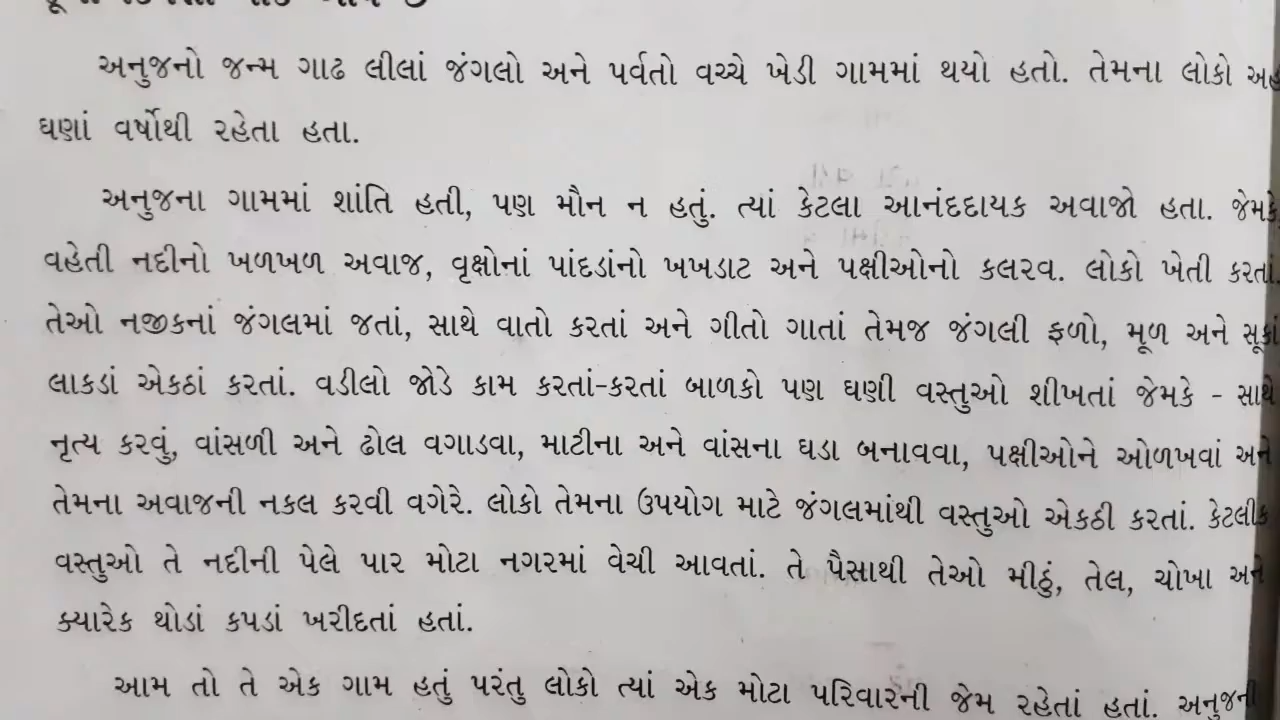 અનુજનો જન્મ ગાઢ લીલાં જંગલો અને પર્વતો વચ્ચે ખેડી ગામમાં થયો હતો. તેમના લોકો
ઘણાં વર્ષોથી રહેતા હતા.
અનુજના ગામમાં શાંતિ હતી, પણ મૌન ન હતું. ત્યાં કેટલા આનંદદાયક અવાજો હતા. જેમકે
વહેતી નદીનો ખળખળ અવાજ, વૃક્ષોનાં પાંદડાંનો ખખડાટ અને પક્ષીઓનો કલરવ. લોકો ખેતી કરતાં.
તેઓ નજીકનાં જંગલમાં જતાં, સાથે વાતો કરતાં અને ગીતો ગાતાં તેમજ જંગલી ફળો, મૂળ અને સૂકાં
લાકડાં એકઠાં કરતાં. વડીલો જોડે કામ કરતાં-કરતાં બાળકો પણ ઘણી વસ્તુઓ શીખતાં જેમકે - સાથે
નૃત્ય કરવું, વાંસળી અને ઢોલ વગાડવા, માટીના અને વાંસના ઘડા બનાવવા, પક્ષીઓને ઓળખવાં અને
તેમના અવાજની નકલ કરવી વગેરે. લોકો તેમના ઉપયોગ માટે જંગલમાંથી વસ્તુઓ એકઠી કરતાં. કેટલીક
વસ્તુઓ તે નદીની પેલે પાર મોટા નગરમાં વેચી આવતાં. તે પૈસાથી તેઓ મીઠું, તેલ, ચોખા અને
ક્યારેક થોડાં કપડાં ખરીદતાં હતાં.
આમ તો તે એક ગામ હતું પરંતુ લોકો ત્યાં એક મોટા પરિવારની જેમ રહેતાં હતાં. અનુજની